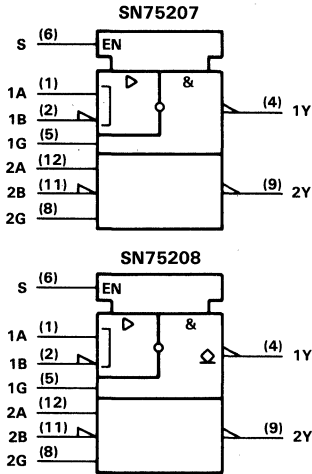 SN75207
S (6) EN
&
1A (1)
1B (2)
(4) 1Y
1G (5)
2A (12)
2B (11)
(9) 2Y
2G (8)
SN75208
S (6) EN
&
1A (1)
(4) 1Y
1B (2)
1G (5)
2A (12)
2B (11)
(9) 2Y
2G (8)